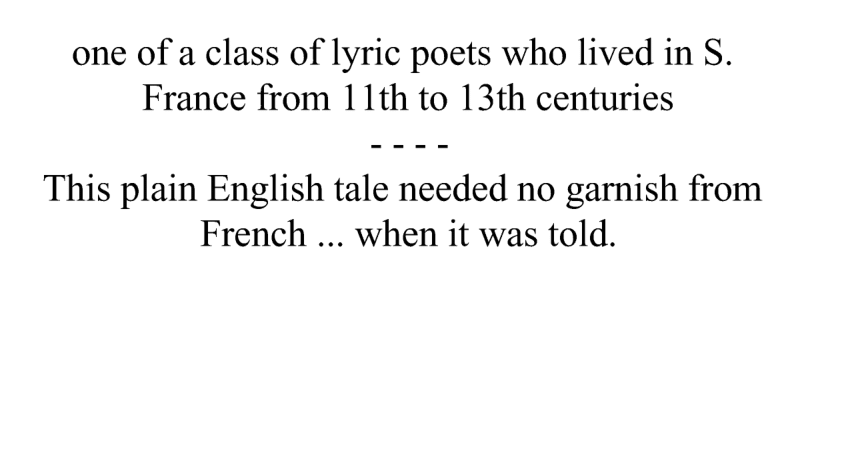 one of a class of lyric poets who lived in S.
France from 11th to 13th centuries
- - - -
This plain English tale needed no garnish from
French ... when it was told.